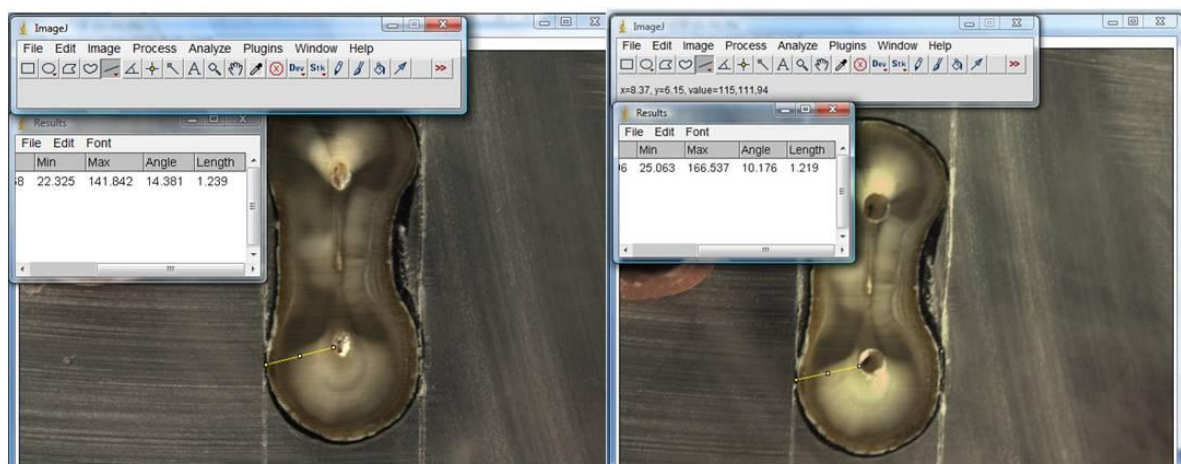 ImageJ
File Edit Image Process Analyze Plugins Window Help
A Dev Stk >>
Results
File Edit Font
Min Max Angle Length
22.325 141.842 14.381 1.239
ImageJ
File Edit Image Process Analyze Plugins Window Help
A Dev Stk >>
x=8.37, y=6.15, value=115,111,94
Results
File Edit Font
Min Max Angle Length
25.063 166.537 10.176 1.219